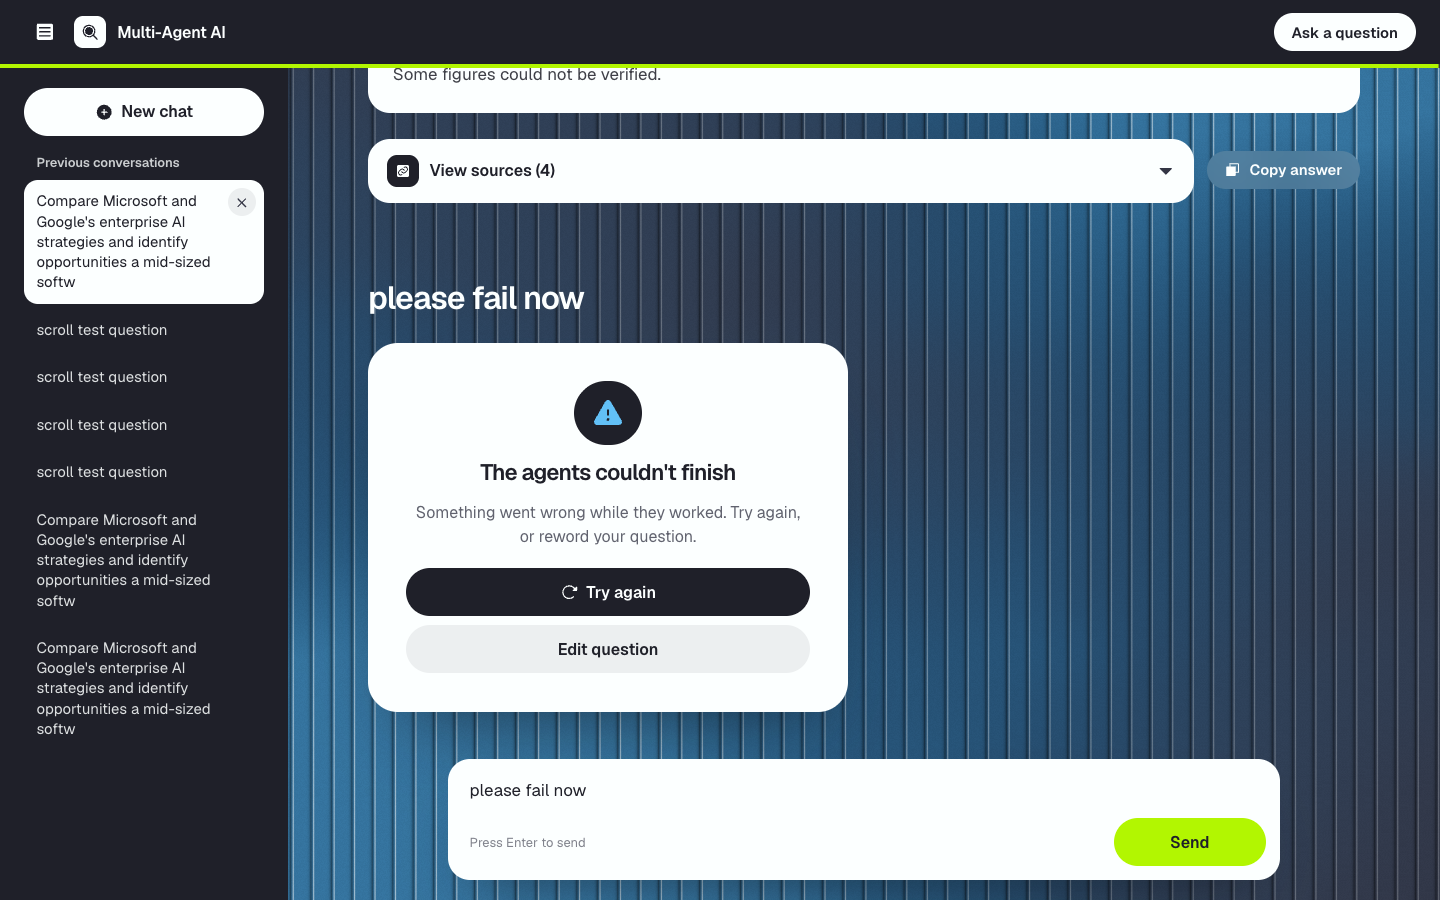 Multi-Agent AI
Ask a question
New chat
Previous conversations
Compare Microsoft and
Google's enterprise AI
strategies and identify
opportunities a mid-sized
softw
scroll test question
scroll test question
scroll test question
scroll test question
Compare Microsoft and
Google's enterprise AI
strategies and identify
opportunities a mid-sized
softw
Compare Microsoft and
Google's enterprise AI
strategies and identify
opportunities a mid-sized
softw
Some figures could not be verified.
View sources (4)
Copy answer
please fail now
The agents couldn't finish
Something went wrong while they worked. Try again,
or reword your question.
Try again
Edit question
please fail now
Press Enter to send
Send